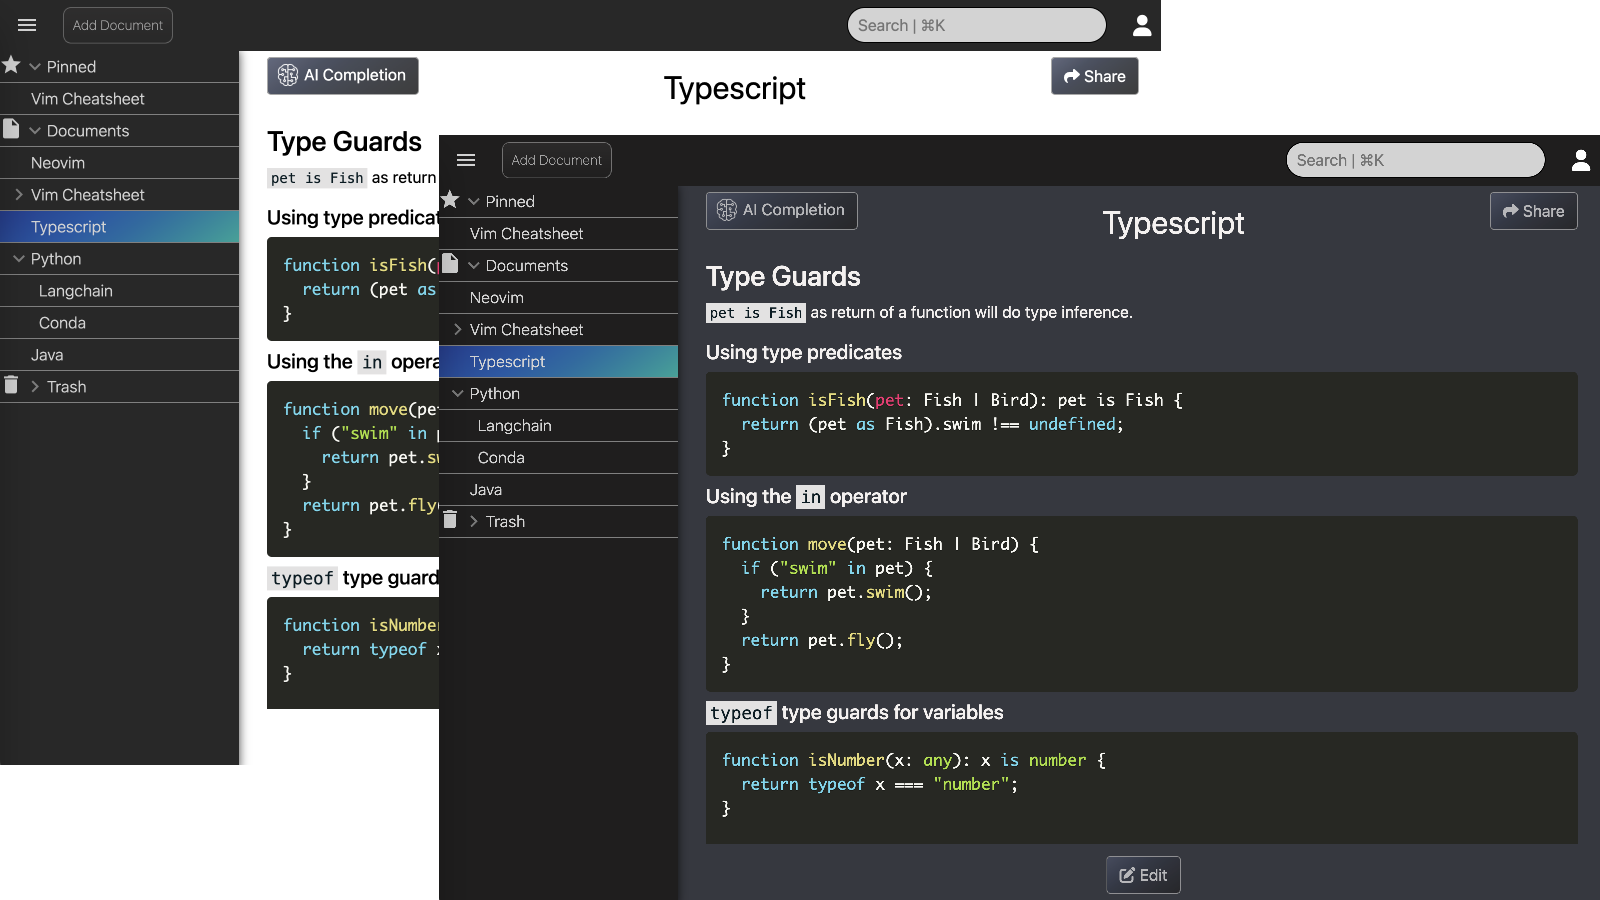 Add Document
Search | ⌘K
Pinned
Vim Cheatsheet
Documents
Neovim
Vim Cheatsheet
Typescript
Python
Langchain
Conda
Java
Trash
AI Completion
Typescript
Share
Type Guards
pet is Fish as return
Using type predicat
function isFish(p
return (pet as
}
Using the in opera
function move(pet
if ("swim" in p
return pet.sw
}
return pet.fly(
}
typeof type guard
function isNumber
return typeof x
}
Add Document
Search | ⌘K
Pinned
Vim Cheatsheet
Documents
Neovim
Vim Cheatsheet
Typescript
Python
Langchain
Conda
Java
Trash
AI Completion
Typescript
Share
Type Guards
pet is Fish as return of a function will do type inference.
Using type predicates
function isFish(pet: Fish | Bird): pet is Fish {
return (pet as Fish).swim !== undefined;
}
Using the in operator
function move(pet: Fish | Bird) {
if ("swim" in pet) {
return pet.swim();
}
return pet.fly();
}
typeof type guards for variables
function isNumber(x: any): x is number {
return typeof x === "number";
}
Edit